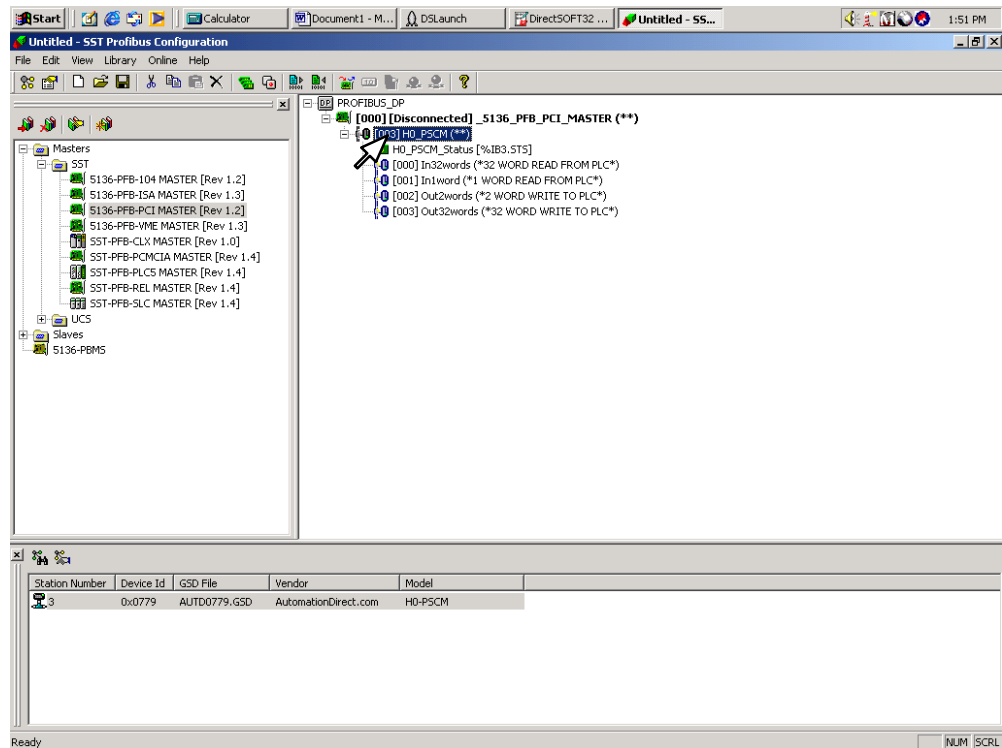 Start Calculator Document1 - M... DSLaunch DirectSOFT32 ... Untitled - SS... 1:51 PM
Untitled - SST Profibus Configuration
File Edit View Library Online Help
PROFIBUS_DP
[000] [Disconnected] _5136_PFB_PCI_MASTER (**)
[003] H0_PSCM (**)
H0_PSCM_Status [%IB3.STS]
[000] In32words (*32 WORD READ FROM PLC*)
[001] In1word (*1 WORD READ FROM PLC*)
[002] Out2words (*2 WORD WRITE TO PLC*)
[003] Out32words (*32 WORD WRITE TO PLC*)
Masters
SST
5136-PFB-104 MASTER [Rev 1.2]
5136-PFB-ISA MASTER [Rev 1.3]
5136-PFB-PCI MASTER [Rev 1.2]
5136-PFB-VME MASTER [Rev 1.3]
SST-PFB-CLX MASTER [Rev 1.0]
SST-PFB-PCMCIA MASTER [Rev 1.4]
SST-PFB-PLC5 MASTER [Rev 1.4]
SST-PFB-REL MASTER [Rev 1.4]
SST-PFB-SLC MASTER [Rev 1.4]
UCS
Slaves
5136-PBMS
Station Number Device Id GSD File Vendor Model
3 0x0779 AUTD0779.GSD AutomationDirect.com H0-PSCM
Ready NUM SCRL